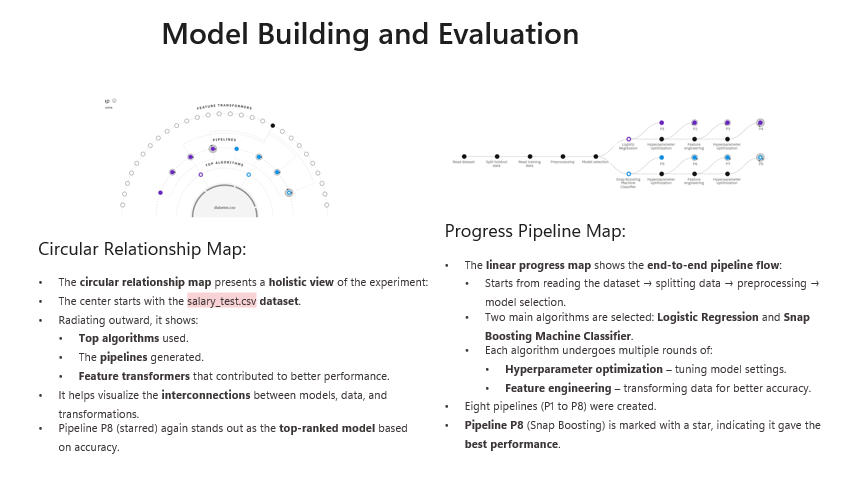 Model Building and Evaluation
FEATURE TRANSFORMERS
PIPELINES
TOP ALGORITHMS
diabetes.csv
Read dataset
Split holdout data
Read training data
Preprocessing
Model selection
Logistic Regression
Hyperparameter optimization
Feature engineering
Hyperparameter optimization
P1
P2
P3
P4
Snap Boosting Machine Classifier
Hyperparameter optimization
Feature engineering
Hyperparameter optimization
Circular Relationship Map:
• The circular relationship map presents a holistic view of the experiment:
• The center starts with the salary_test.csv dataset.
• Radiating outward, it shows:
• Top algorithms used.
• The pipelines generated.
• Feature transformers that contributed to better performance.
• It helps visualize the interconnections between models, data, and
transformations.
• Pipeline P8 (starred) again stands out as the top-ranked model based
on accuracy.
Progress Pipeline Map:
• The linear progress map shows the end-to-end pipeline flow:
• Starts from reading the dataset → splitting data → preprocessing →
model selection.
• Two main algorithms are selected: Logistic Regression and Snap
Boosting Machine Classifier.
• Each algorithm undergoes multiple rounds of:
• Hyperparameter optimization – tuning model settings.
• Feature engineering – transforming data for better accuracy.
• Eight pipelines (P1 to P8) were created.
• Pipeline P8 (Snap Boosting) is marked with a star, indicating it gave the
best performance.